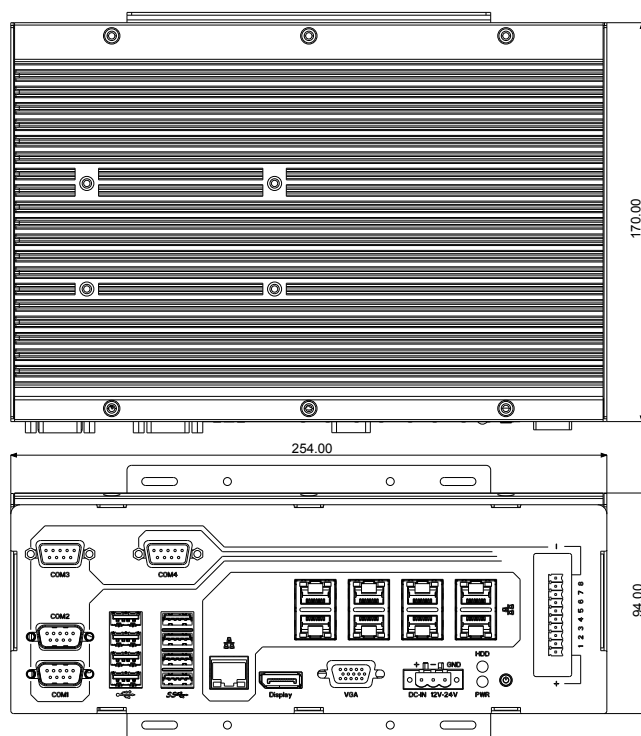 170.00
254.00
94.00
COM3
COM4
COM2
COM1
Display
VGA
+ − GND
DC-IN 12V-24V
HDD
PWR
−
1 2 3 4 5 6 7 8
+
SS